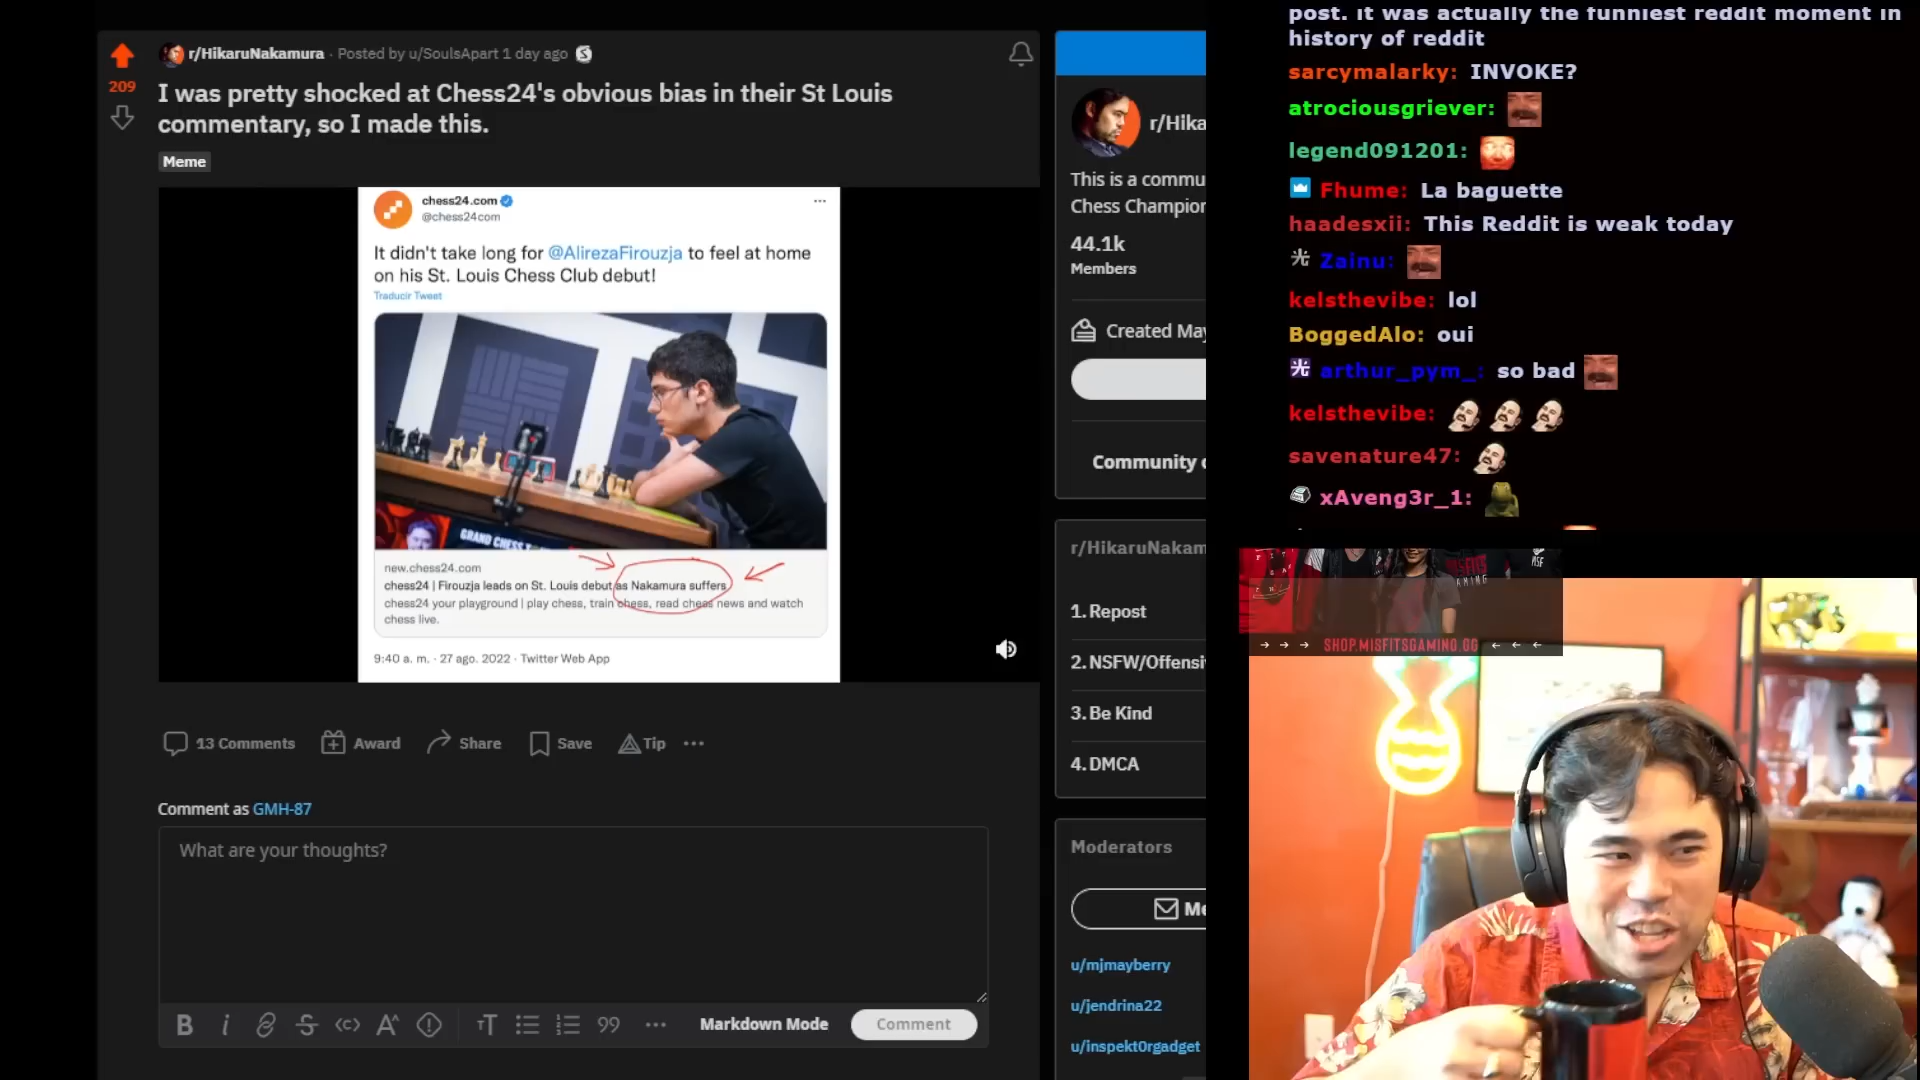 r/HikaruNakamura · Posted by u/SoulsApart 1 day ago
209
I was pretty shocked at Chess24's obvious bias in their St Louis
commentary, so I made this.
Meme
chess24.com
@chess24com
It didn't take long for @AlirezaFirouzja to feel at home
on his St. Louis Chess Club debut!
Traducir Tweet
GRAND CHESS
new.chess24.com
chess24 | Firouzja leads on St. Louis debut as Nakamura suffers
chess24 your playground | play chess, train chess, read chess news and watch
chess live.
9:40 a. m. · 27 ago. 2022 · Twitter Web App
13 Comments
Award
Share
Save
Tip
Comment as GMH-87
What are your thoughts?
Markdown Mode
Comment
r/Hika
This is a commu
Chess Champior
44.1k
Members
Created May
Community
r/HikaruNakam
1. Repost
2. NSFW/Offensi
3. Be Kind
4. DMCA
Moderators
Me
u/mjmayberry
u/jendrina22
u/inspekt0rgadget
post. it was actually the funniest reddit moment in
history of reddit
sarcymalarky: INVOKE?
atrociousgriever:
legend091201:
Fhume: La baguette
haadesxii: This Reddit is weak today
Zainu:
kelsthevibe: lol
BoggedAlo: oui
arthur_pym_: so bad
kelsthevibe:
savenature47:
xAveng3r_1:
→ → → SHOP.MISFITSGAMING.GG ← ← ←